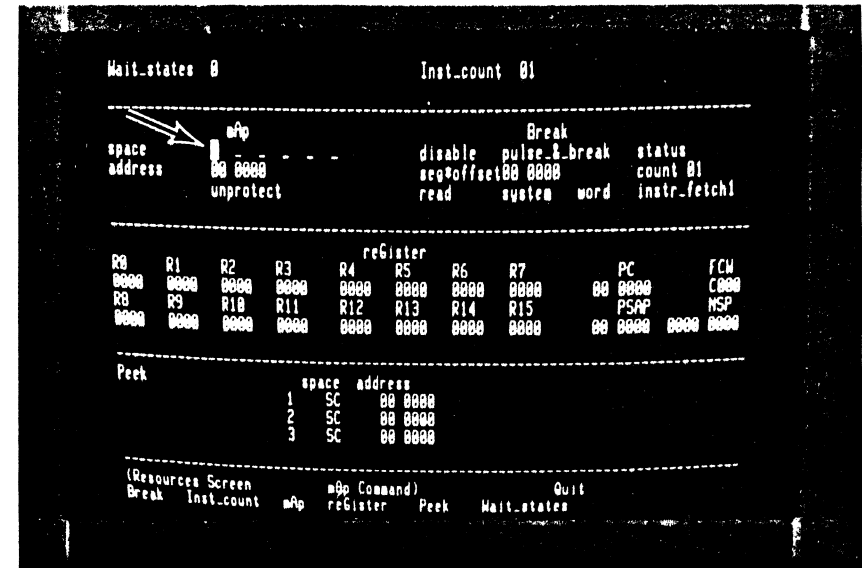 Wait_states 0 Inst_count 01
mAp Break
space _ _ _ _ _ disable pulse_&_break status
address 00 0000 seg*offset00 0000 count 01
unprotect read system word instr_fetch1
reGister
R0 R1 R2 R3 R4 R5 R6 R7 PC FCW
0000 0000 0000 0000 0000 0000 0000 0000 00 0000 C000
R8 R9 R10 R11 R12 R13 R14 R15 PSAP NSP
0000 0000 0000 0000 0000 0000 0000 0000 00 0000 0000 0000
Peek
space address
1 SC 00 0000
2 SC 00 0000
3 SC 00 0000
(Resources Screen mAp Command) Quit
Break Inst_count mAp reGister Peek Wait_states